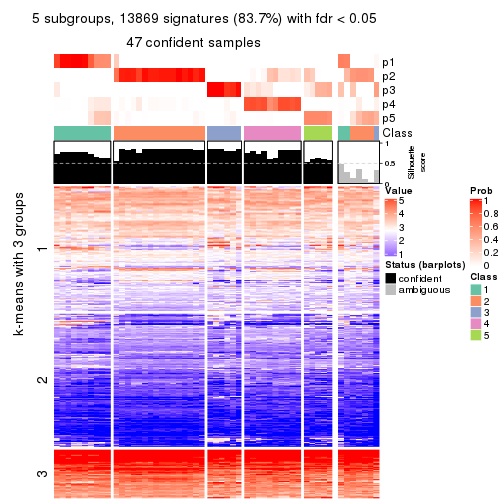 5 subgroups, 13869 signatures (83.7%) with fdr < 0.05
47 confident samples
p1
p2
p3
p4
p5
Class
1
0.5
0
Silhouette
score
k-means with 3 groups
1
2
3
Value
5
4
3
2
1
Status (barplots)
confident
ambiguous
Prob
1
0.8
0.6
0.4
0.2
0
Class
1
2
3
4
5